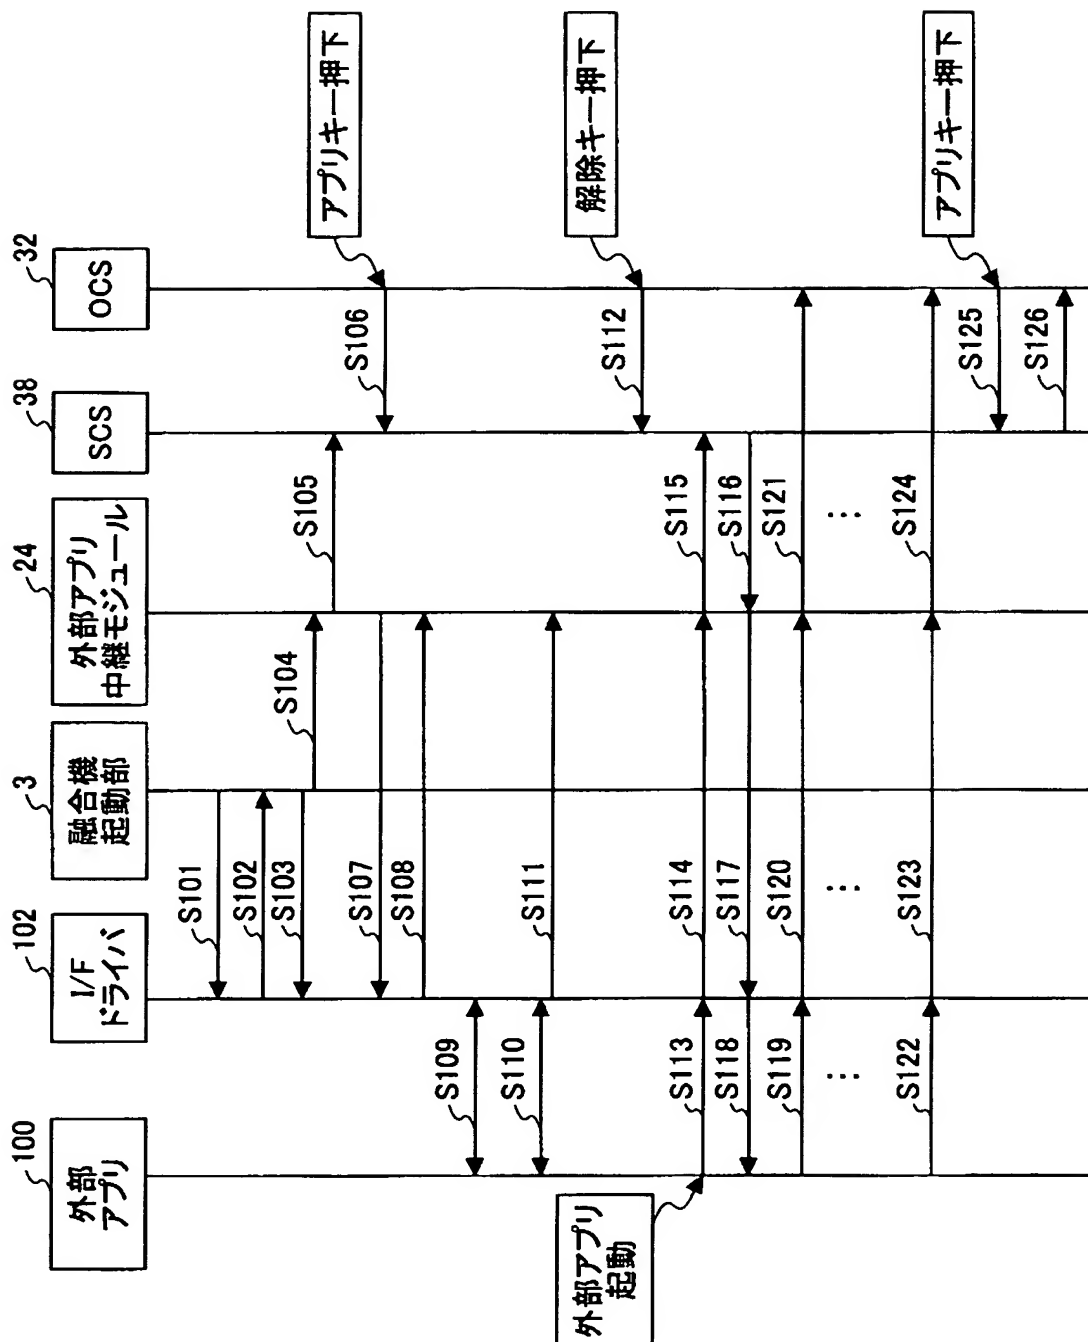 100
外部
アプリ
102
I/F
ドライバ
3
融合機
起動部
24
外部アプリ
中継モジュール
38
SCS
32
OCS
S101
S102
S103
S104
S105
アプリキー押下
S106
S107
S108
S109
S110
S111
解除キー押下
S112
外部アプリ
起動
S113
S114
S115
S116
S117
S118
S119
S120
S121
⋯
⋯
⋯
S122
S123
S124
アプリキー押下
S125
S126